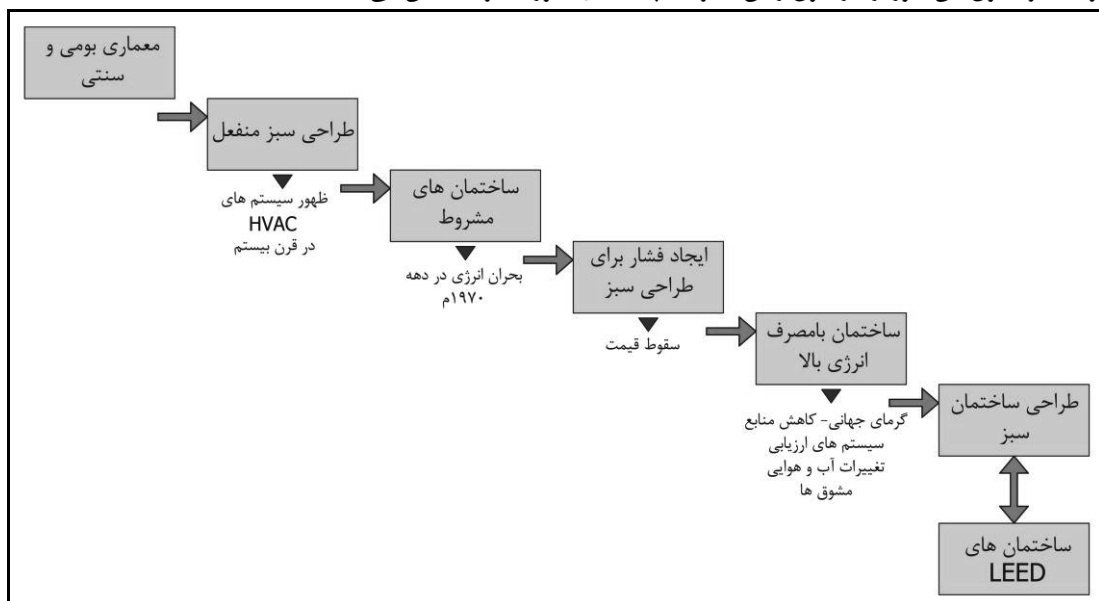 معماری بومی و
سنتی
طراحی سبز منفعل
ظهور سیستم های
HVAC
در قرن بیستم
ساختمان های
مشروط
بحران انرژی در دهه
۱۹۷۰م
ایجاد فشار برای
طراحی سبز
سقوط قیمت
ساختمان بامصرف
انرژی بالا
گرمای جهانی- کاهش منابع
سیستم های ارزیابی
تغییرات آب و هوایی
مشوق ها
طراحی ساختمان
سبز
ساختمان های
LEED